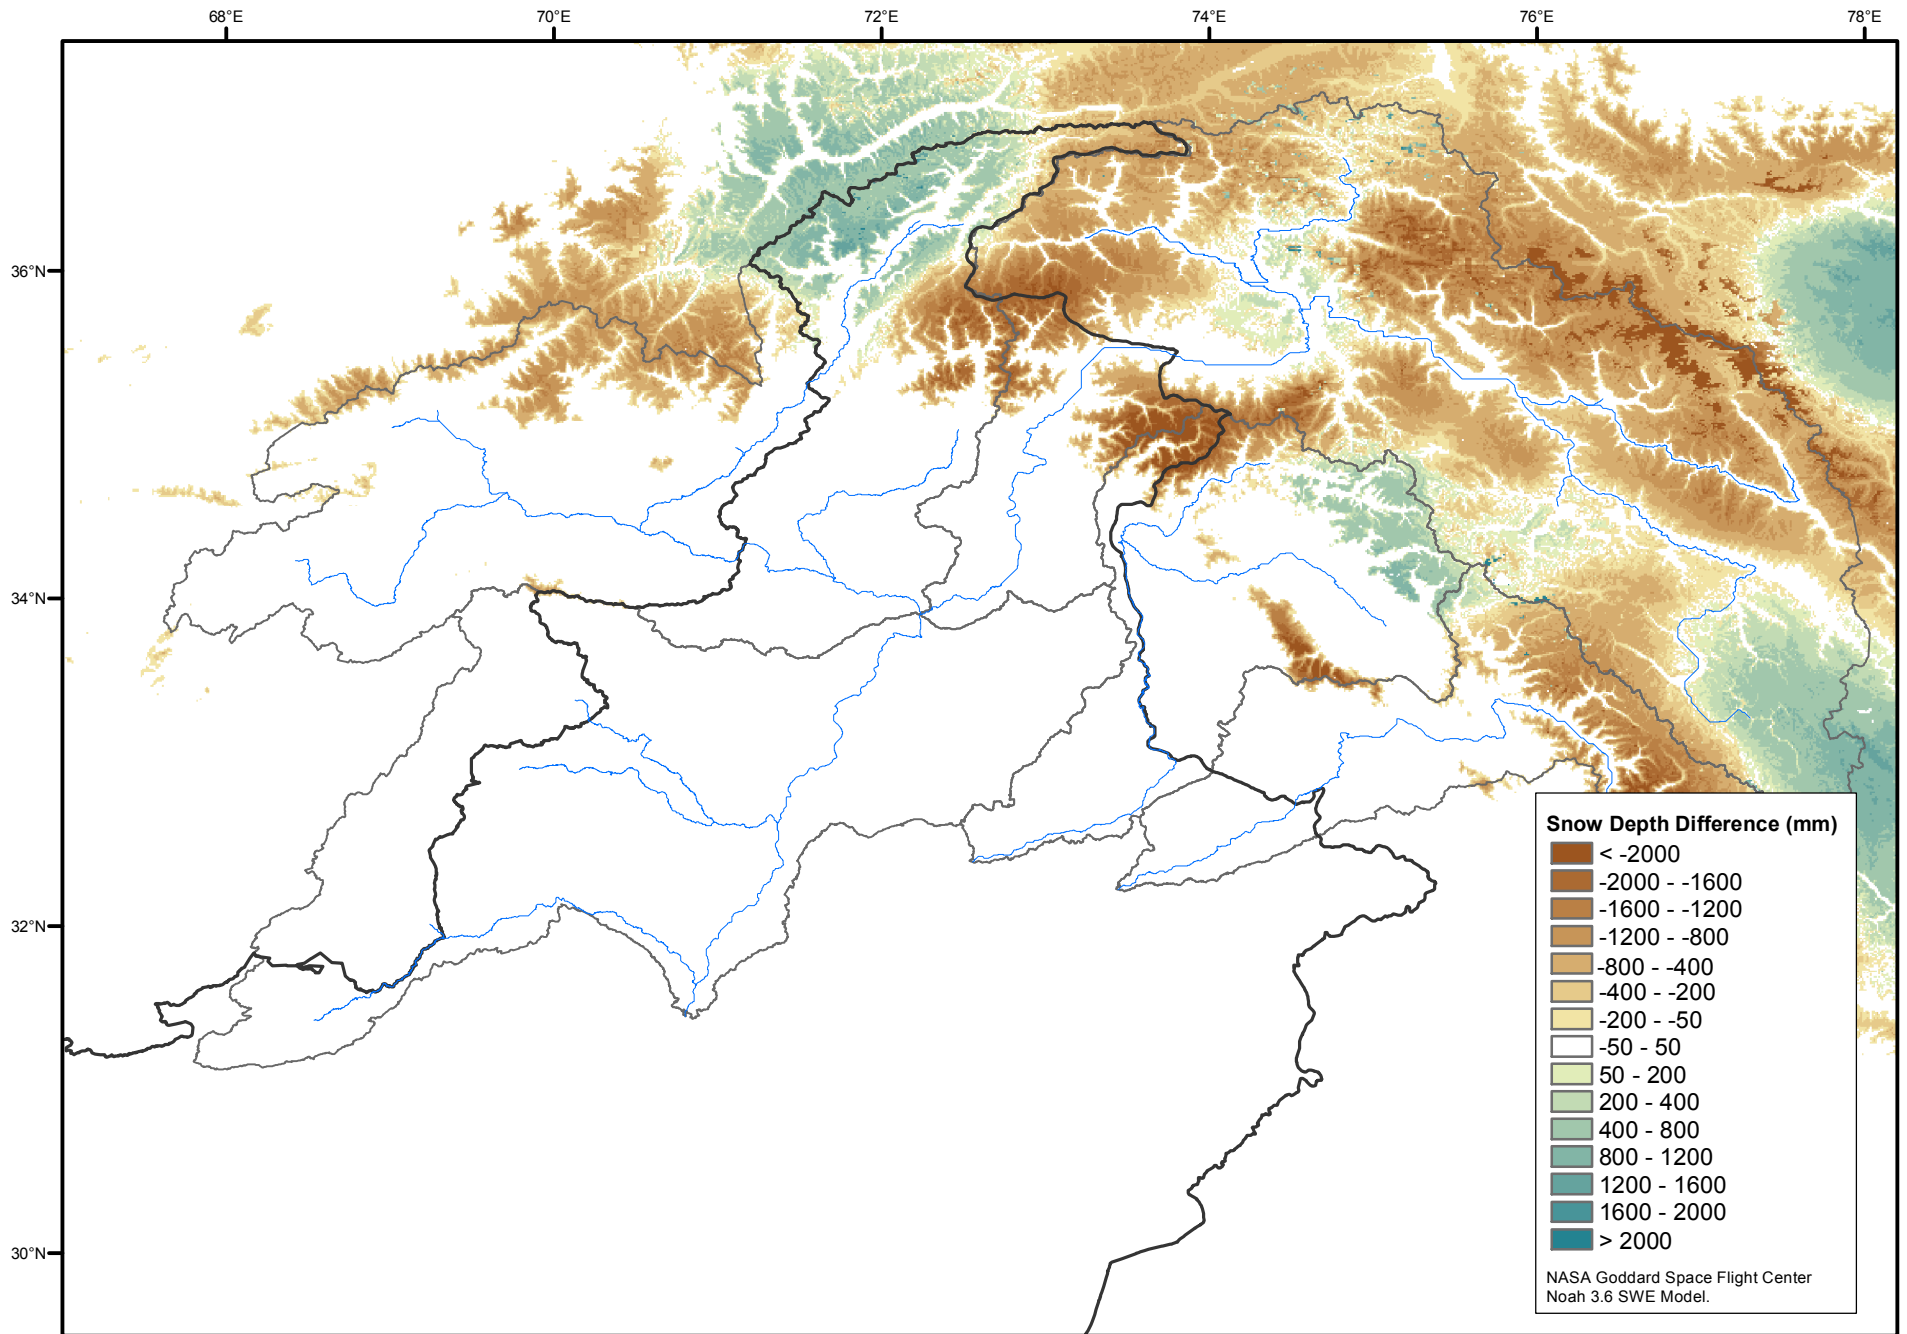 68°E 70°E 72°E 74°E 76°E 78°E
36°N
34°N
32°N
30°N
Snow Depth Difference (mm)
< -2000
-2000 - -1600
-1600 - -1200
-1200 - -800
-800 - -400
-400 - -200
-200 - -50
-50 - 50
50 - 200
200 - 400
400 - 800
800 - 1200
1200 - 1600
1600 - 2000
> 2000
NASA Goddard Space Flight Center
Noah 3.6 SWE Model.